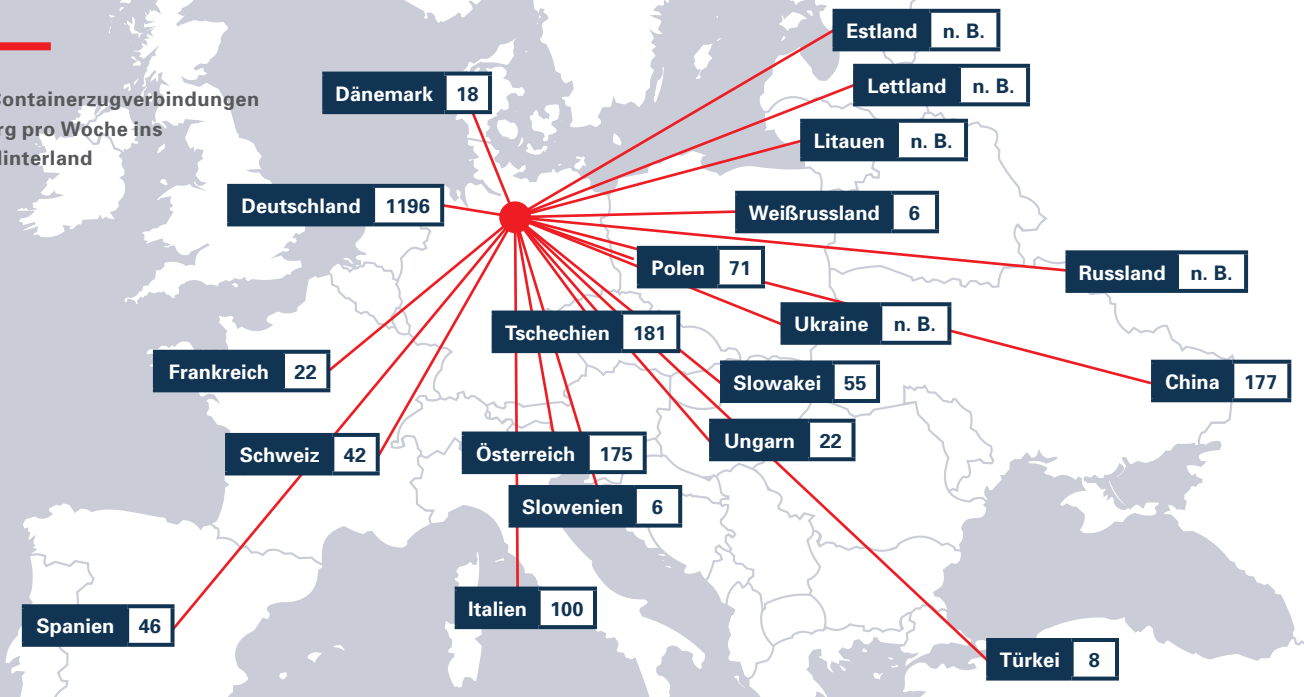 Containerzugverbindungen
pro Woche ins
Estland n. B.
Lettland n. B.
Dänemark 18
Litauen n. B.
Deutschland 1196
Weißrussland 6
Polen 71
Russland n. B.
Ukraine n. B.
Tschechien 181
Frankreich 22
Slowakei 55
China 177
Schweiz 42
Österreich 175
Ungarn 22
Slowenien 6
Italien 100
Spanien 46
Türkei 8